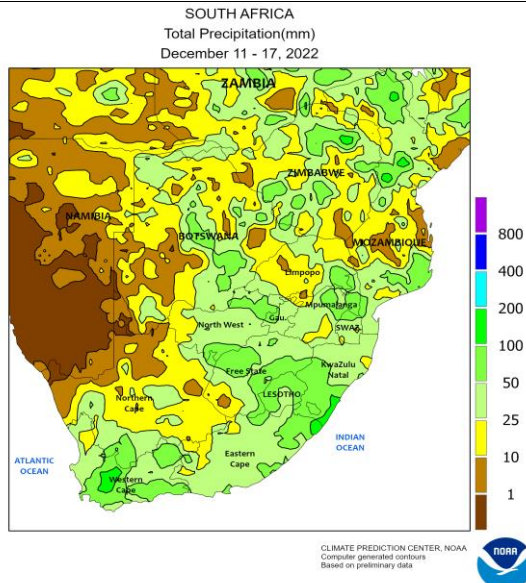 SOUTH AFRICA
Total Precipitation(mm)
December 11 - 17, 2022
ZAMBIA
ZIMBABWE
NAMIBIA
BOTSWANA
MOZAMBIQUE
Limpopo
Mpumalanga
North West
Gau.
SWAZ.
Free State
KwaZulu
Natal
LESOTHO
Northern
Cape
Eastern
Cape
Western
Cape
ATLANTIC
OCEAN
INDIAN
OCEAN
800
400
200
100
50
25
10
1
CLIMATE PREDICTION CENTER, NOAA
Computer generated contours
Based on preliminary data
NOAA